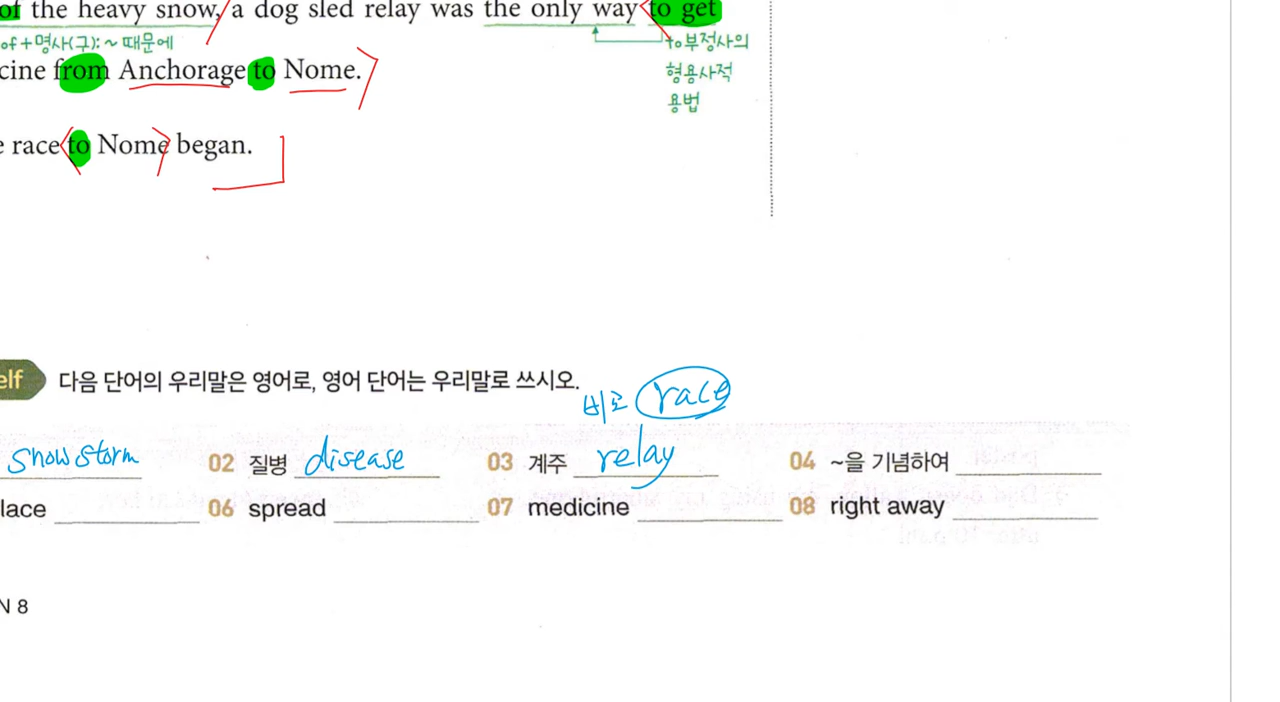 of the heavy snow, a dog sled relay was the only way to get
of+명사(구): ~ 때문에
to부정사의
형용사적
용법
cine from Anchorage to Nome.
e race to Nome began.
elf 다음 단어의 우리말은 영어로, 영어 단어는 우리말로 쓰시오.
비로 race
snowstorm 02 질병 disease 03 계주 relay 04 ~을 기념하여
lace 06 spread 07 medicine 08 right away
N 8